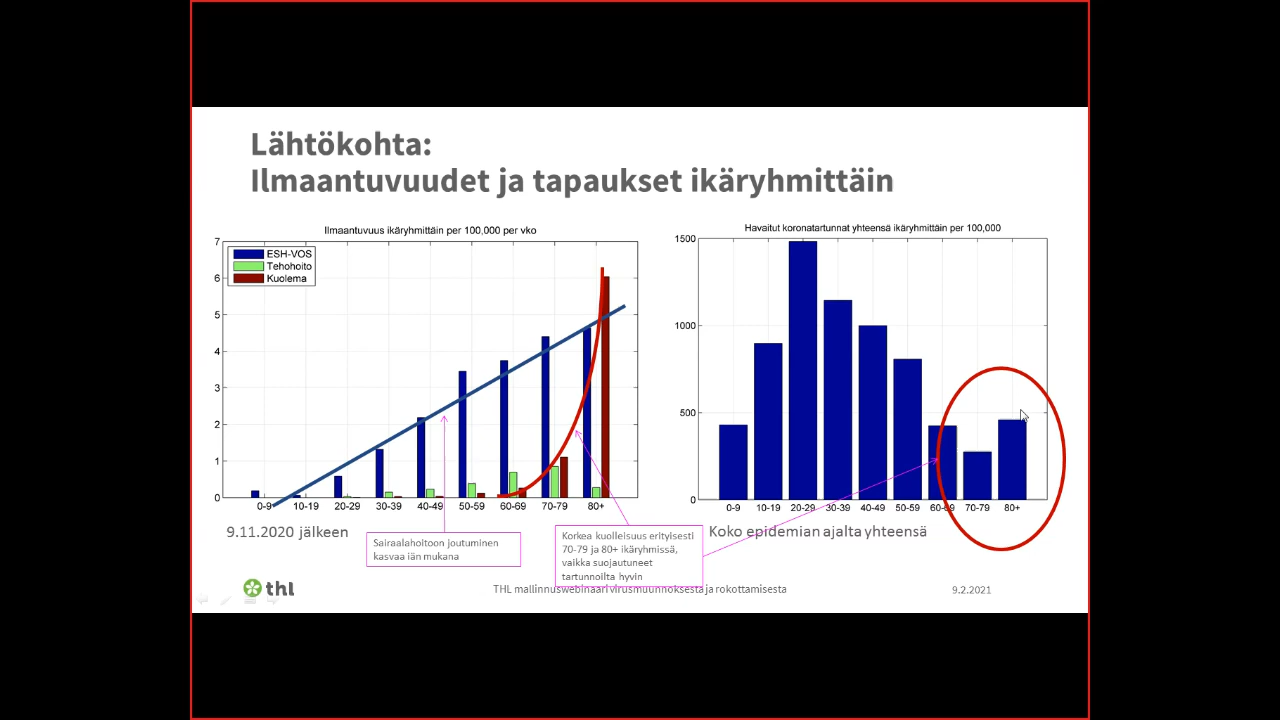 Lähtökohta:
Ilmaantuvuudet ja tapaukset ikäryhmittäin
Ilmaantuvuus ikäryhmittäin per 100,000 per vko
7
6
5
4
3
2
1
0
ESH-VOS
Tehohoito
Kuolema
0-9 10-19 20-29 30-39 40-49 50-59 60-69 70-79 80+
9.11.2020 jälkeen
Sairaalahoitoon joutuminen
kasvaa iän mukana
Korkea kuolleisuus erityisesti
70-79 ja 80+ ikäryhmissä,
vaikka suojautuneet
tartunnoilta hyvin
Havaitut koronatartunnat yhteensä ikäryhmittäin per 100,000
1500
1000
500
0
0-9 10-19 20-29 30-39 40-49 50-59 60-69 70-79 80+
Koko epidemian ajalta yhteensä
thl
THL mallinnuswebinaari virusmuunnoksesta ja rokottamisesta
9.2.2021